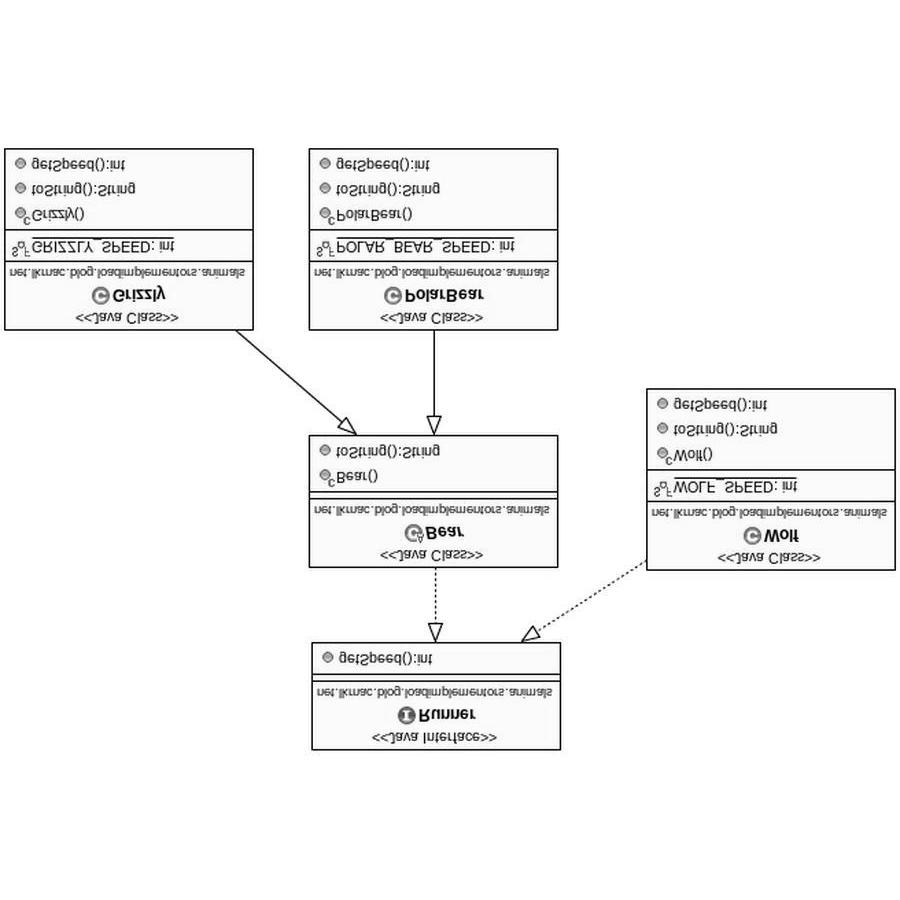 <<Java Interface>>
Runner
net.lkrnac.blog.loadimplementors.animals
getSpeed():int
<<Java Class>>
Bear
net.lkrnac.blog.loadimplementors.animals
Bear()
toString():String
<<Java Class>>
Wolf
net.lkrnac.blog.loadimplementors.animals
WOLF_SPEED: int
Wolf()
toString():String
getSpeed():int
<<Java Class>>
Grizzly
net.lkrnac.blog.loadimplementors.animals
GRIZZLY_SPEED: int
Grizzly()
toString():String
getSpeed():int
<<Java Class>>
PolarBear
net.lkrnac.blog.loadimplementors.animals
POLAR_BEAR_SPEED: int
PolarBear()
toString():String
getSpeed():int